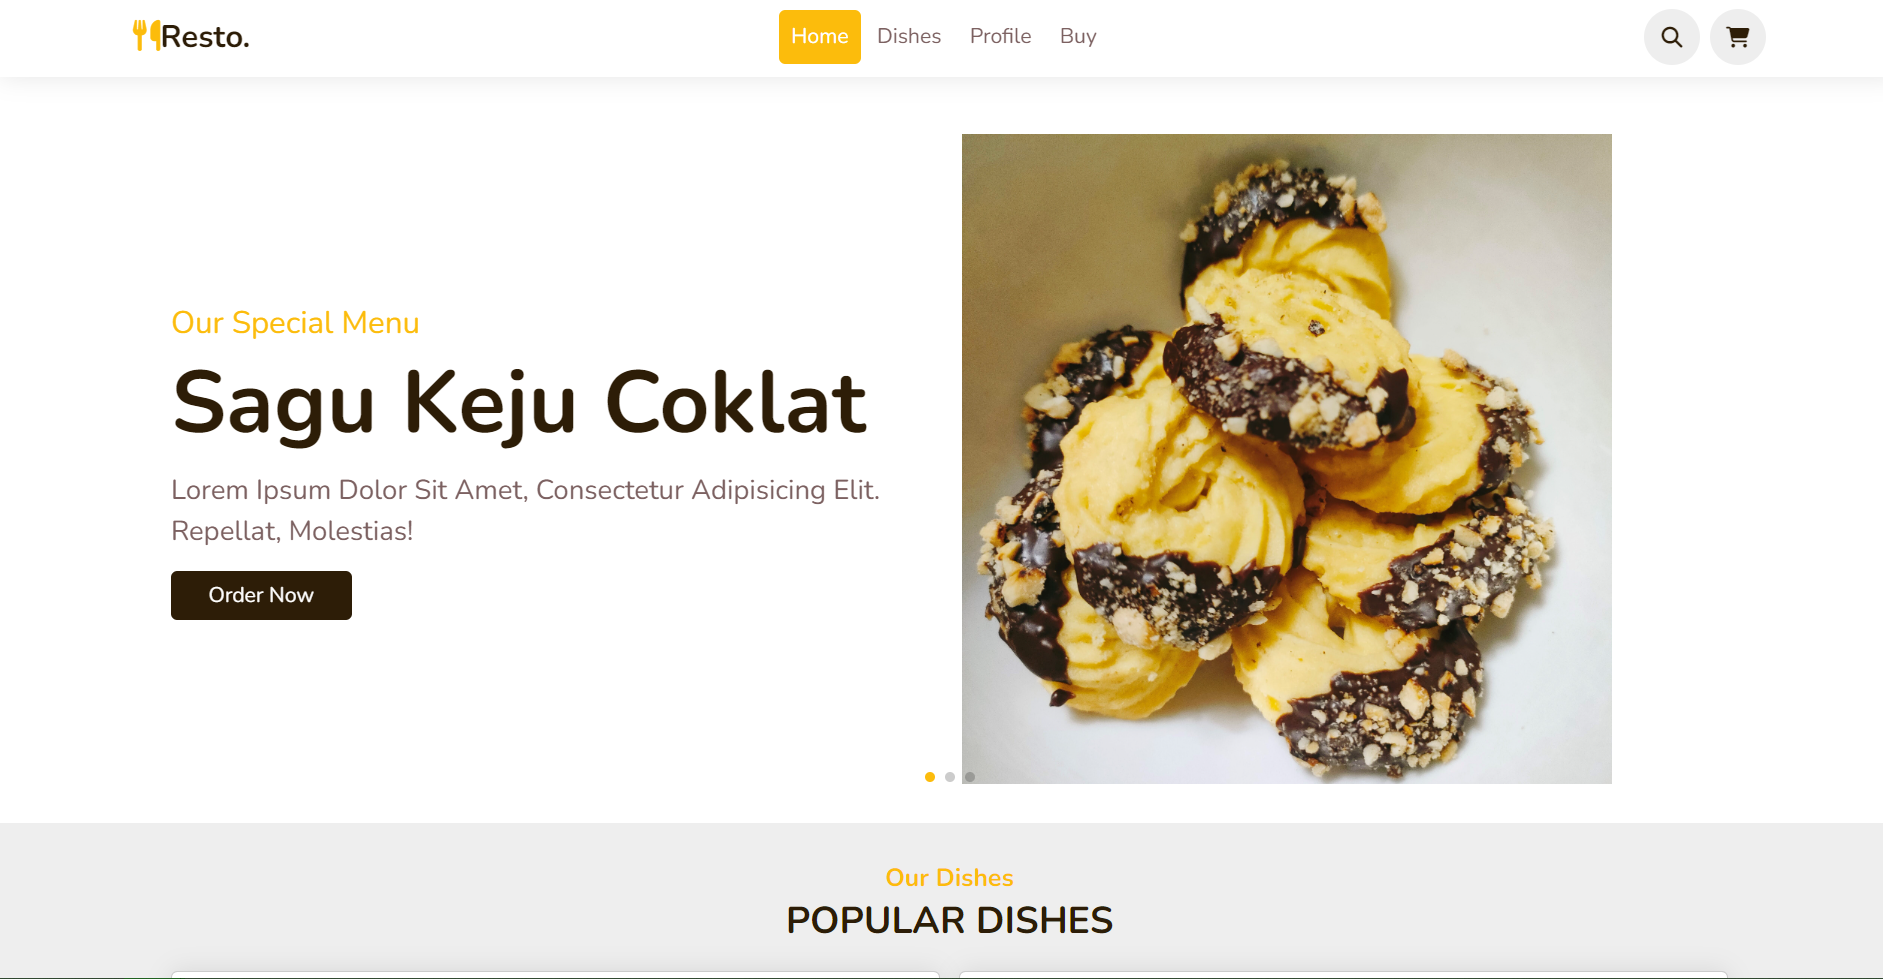 Resto.
Home
Dishes
Profile
Buy
Our Special Menu
Sagu Keju Coklat
Lorem Ipsum Dolor Sit Amet, Consectetur Adipisicing Elit.
Repellat, Molestias!
Order Now
Our Dishes
POPULAR DISHES